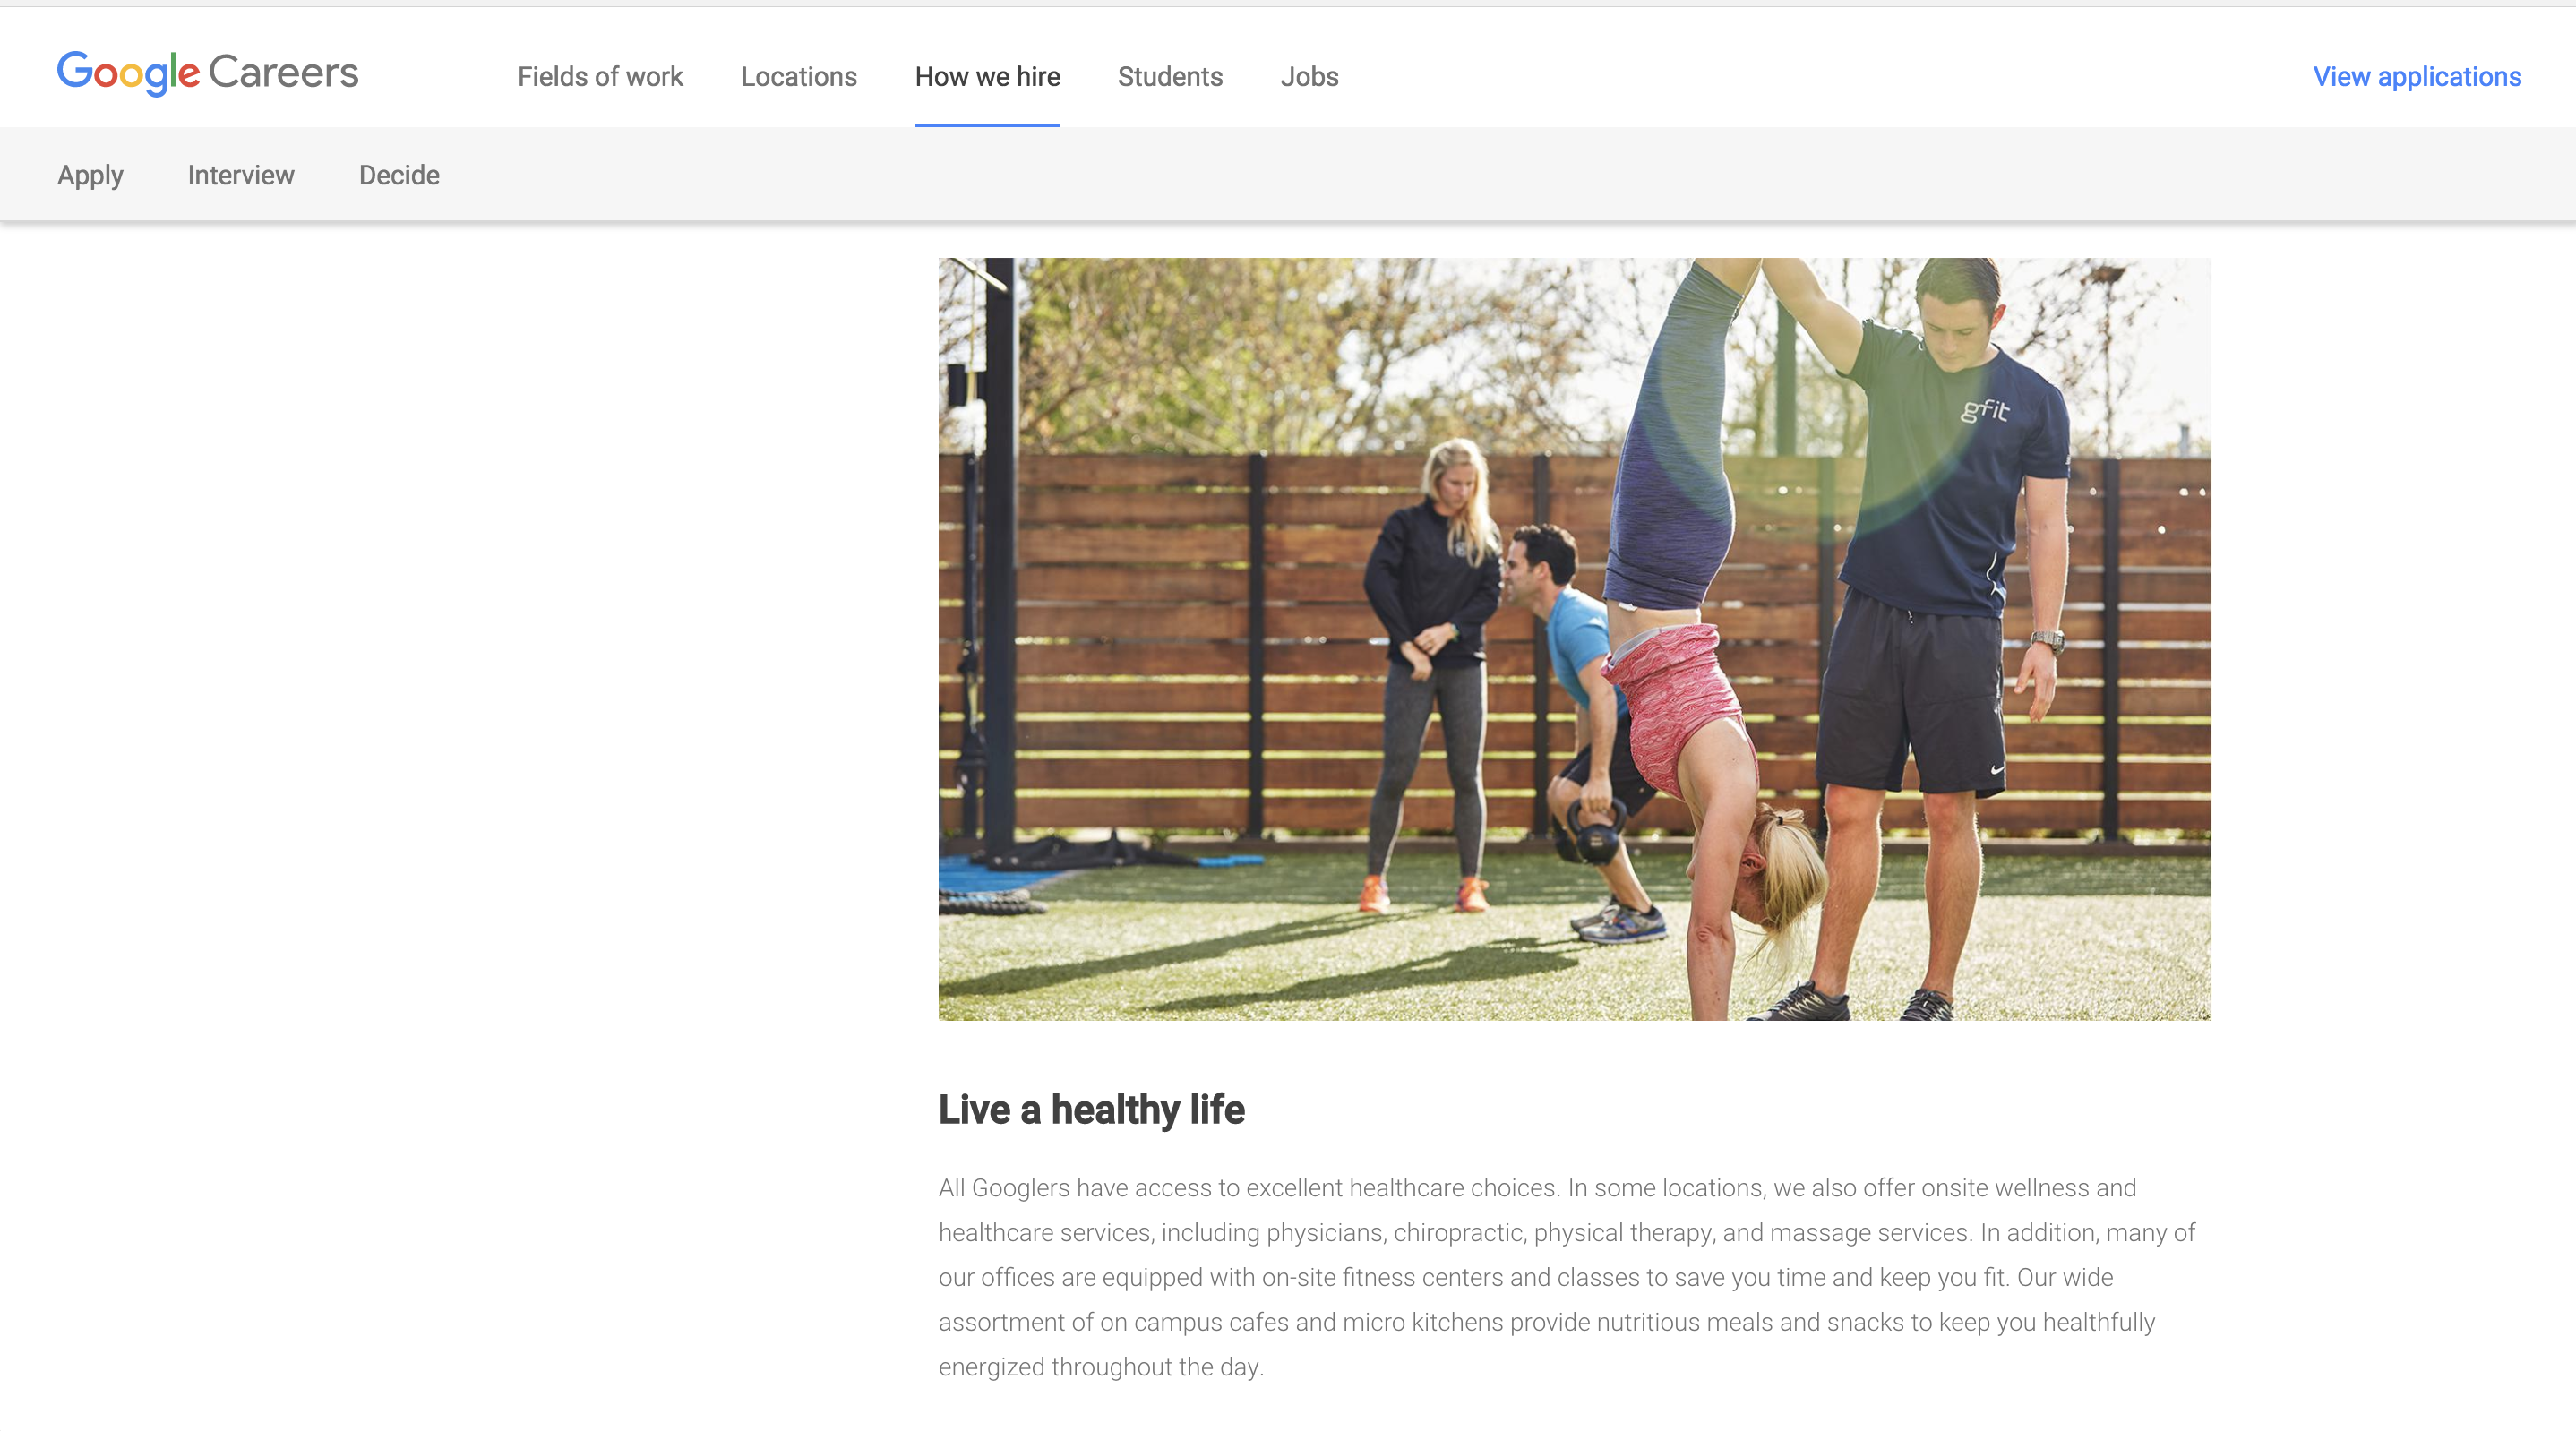 Google Careers
Fields of work
Locations
How we hire
Students
Jobs
View applications
Apply
Interview
Decide
gfit
Live a healthy life
All Googlers have access to excellent healthcare choices. In some locations, we also offer onsite wellness and
healthcare services, including physicians, chiropractic, physical therapy, and massage services. In addition, many of
our offices are equipped with on-site fitness centers and classes to save you time and keep you fit. Our wide
assortment of on campus cafes and micro kitchens provide nutritious meals and snacks to keep you healthfully
energized throughout the day.